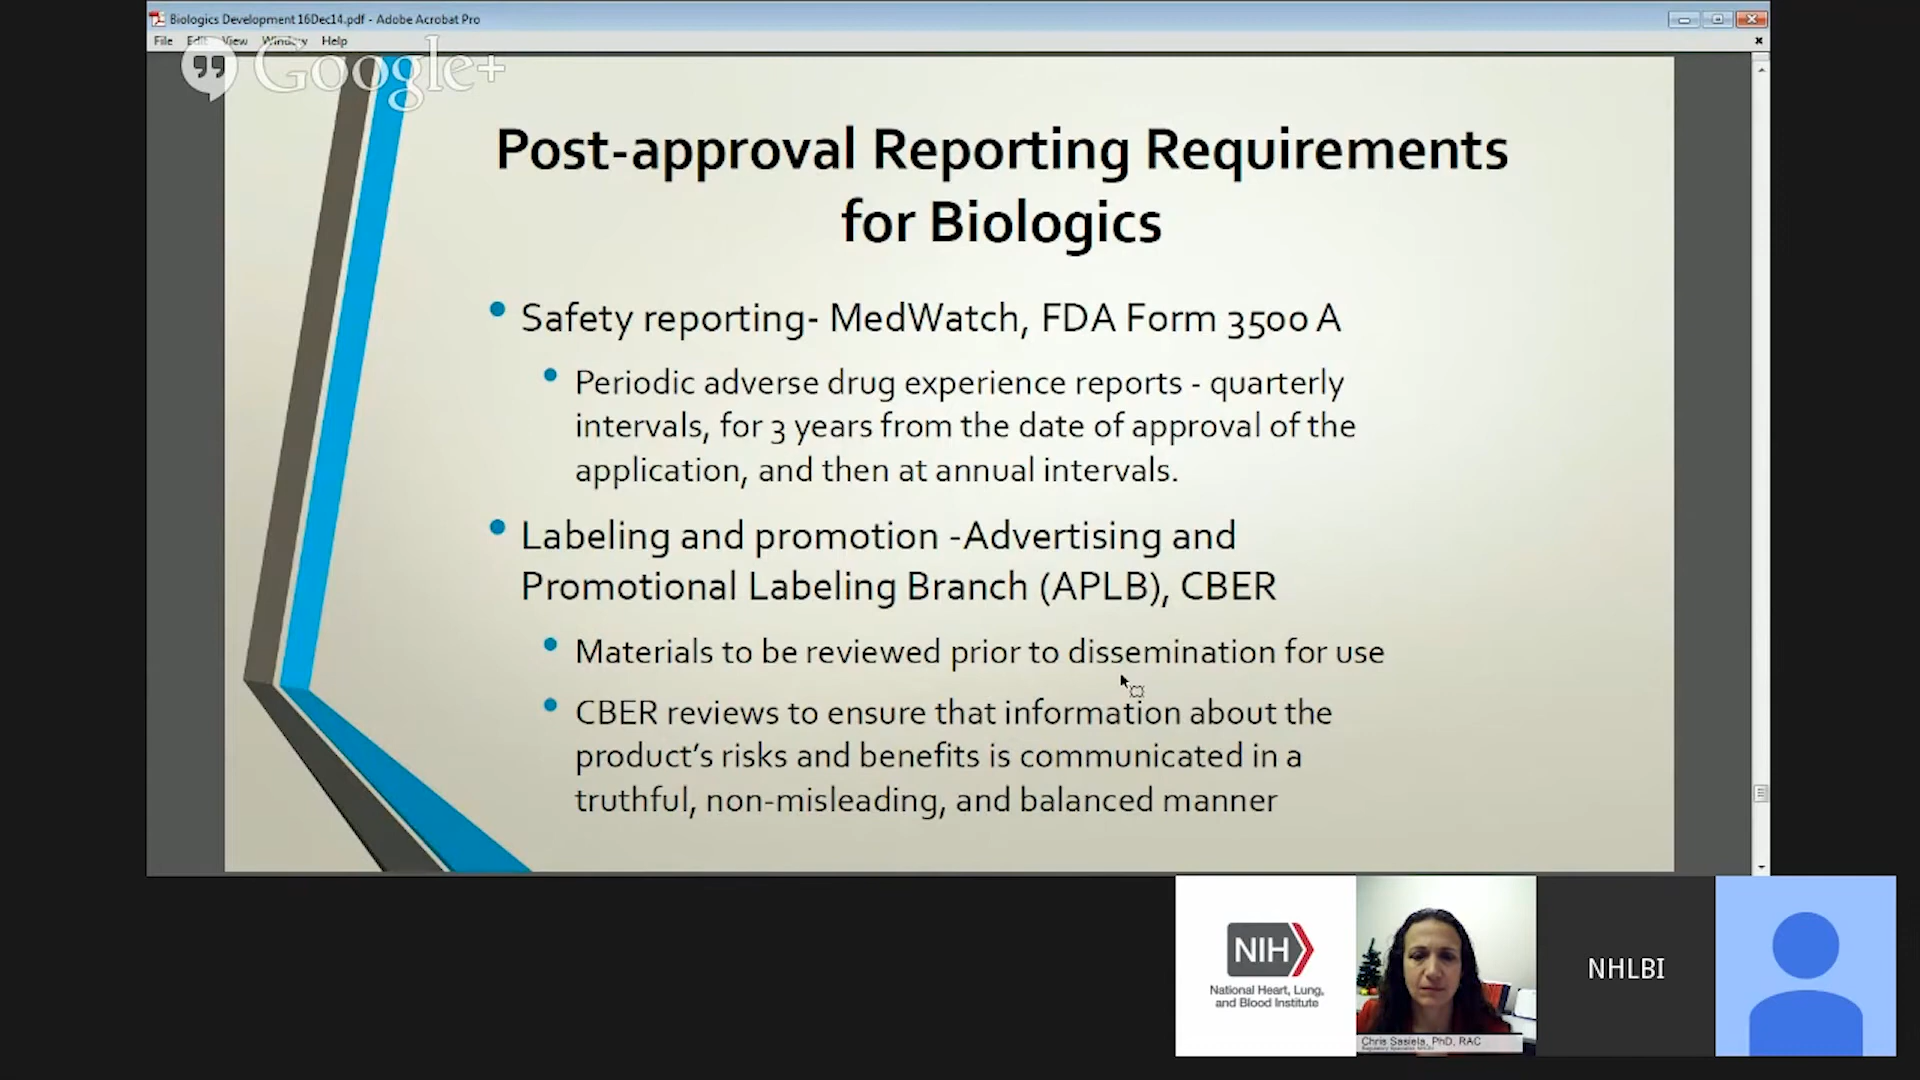 Biologics Development 16Dec14.pdf - Adobe Acrobat Pro
File Edit View Window Help
Google+
Post-approval Reporting Requirements
for Biologics
Safety reporting- MedWatch, FDA Form 3500 A
Periodic adverse drug experience reports - quarterly
intervals, for 3 years from the date of approval of the
application, and then at annual intervals.
Labeling and promotion -Advertising and
Promotional Labeling Branch (APLB), CBER
Materials to be reviewed prior to dissemination for use
CBER reviews to ensure that information about the
product's risks and benefits is communicated in a
truthful, non-misleading, and balanced manner
NIH
National Heart, Lung,
and Blood Institute
Chris Sasiela, PhD, RAC
NHLBI